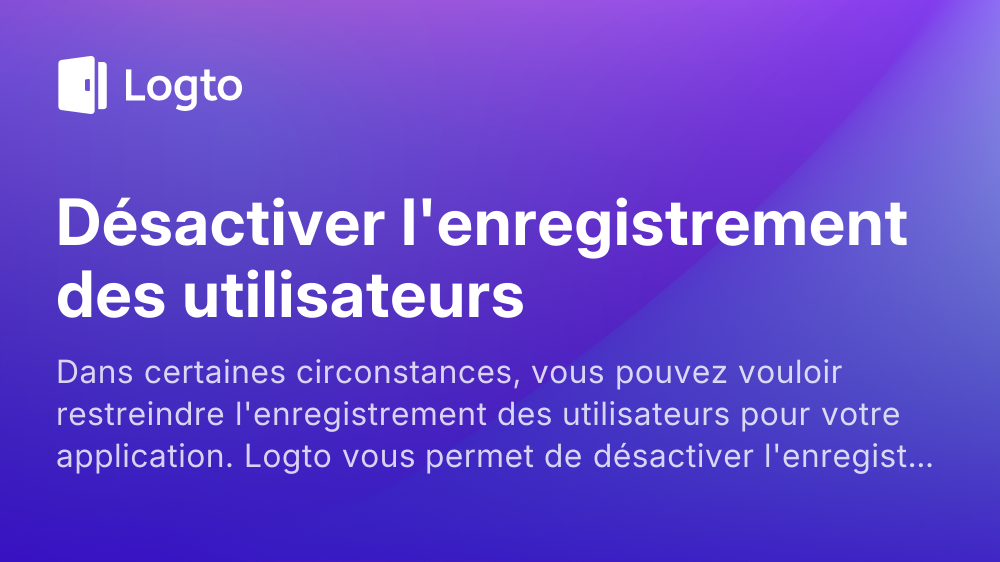 Logto
Désactiver l'enregistrement
des utilisateurs
Dans certaines circonstances, vous pouvez vouloir
restreindre l'enregistrement des utilisateurs pour votre
application. Logto vous permet de désactiver l'enregist...